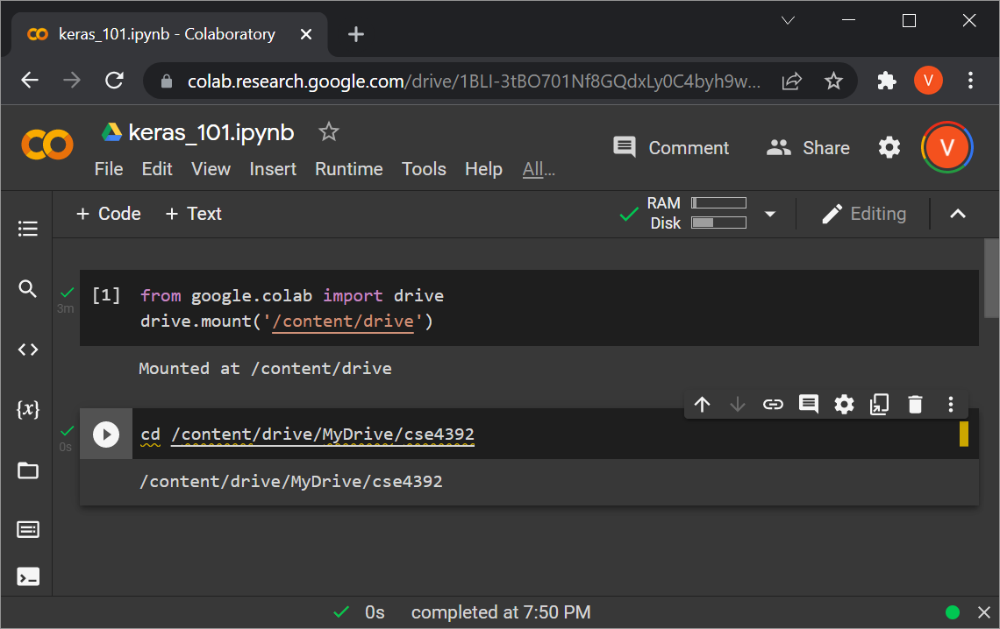 keras_101.ipynb - Colaboratory
colab.research.google.com/drive/1BLI-3tBO701Nf8GQdxLy0C4byh9w...
V
keras_101.ipynb
Comment
Share
V
File Edit View Insert Runtime Tools Help All...
+ Code + Text
RAM
Disk
Editing
[1] from google.colab import drive
3m
drive.mount('/content/drive')
Mounted at /content/drive
{x}
cd /content/drive/MyDrive/cse4392
0s
/content/drive/MyDrive/cse4392
0s completed at 7:50 PM